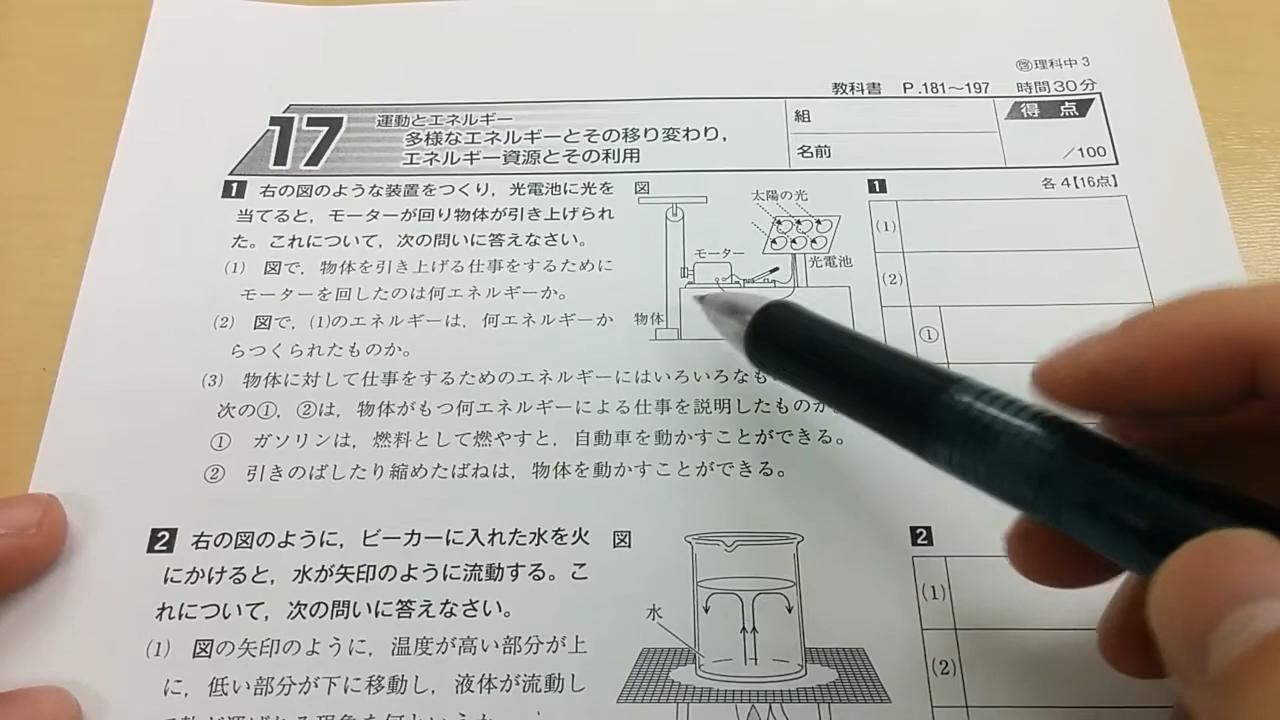 ㊪理科中3
教科書 P.181〜197 時間30分
17
運動とエネルギー
多様なエネルギーとその移り変わり，
エネルギー資源とその利用
組
名前
得点
／100
1 右の図のような装置をつくり，光電池に光を
当てると，モーターが回り物体が引き上げられ
た。これについて，次の問いに答えなさい。
(1) 図で，物体を引き上げる仕事をするために
モーターを回したのは何エネルギーか。
(2) 図で，(1)のエネルギーは，何エネルギーか
らつくられたものか。
(3) 物体に対して仕事をするためのエネルギーにはいろいろなも
次の①，②は，物体がもつ何エネルギーによる仕事を説明したものか。
① ガソリンは，燃料として燃やすと，自動車を動かすことができる。
② 引きのばしたり縮めたばねは，物体を動かすことができる。
図
太陽の光
モーター
光電池
物体
1 各4【16点】
(1)
(2)
①
2 右の図のように，ビーカーに入れた水を火
にかけると，水が矢印のように流動する。こ
れについて，次の問いに答えなさい。
(1) 図の矢印のように，温度が高い部分が上
に，低い部分が下に移動し，液体が流動し
図
水
2
(1)
(2)